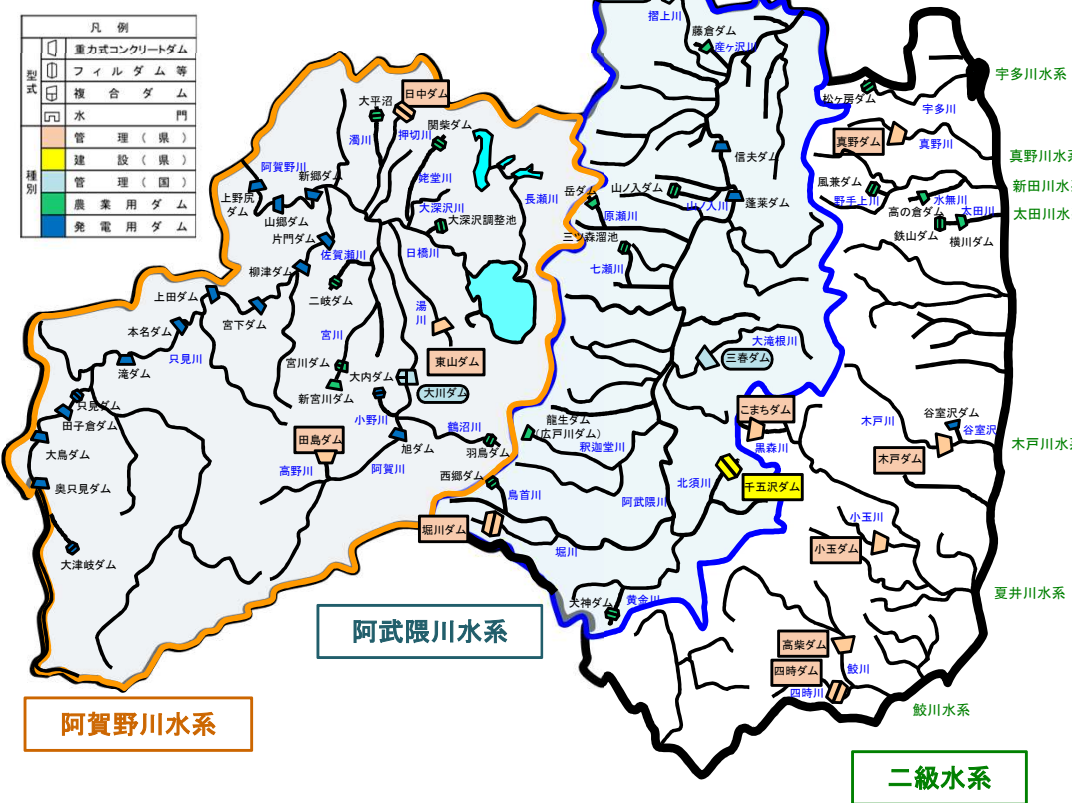 凡 例
型式
重力式コンクリートダム
フィルダム等
複合ダム
水門
種別
管理(県)
建設(県)
管理(国)
農業用ダム
発電用ダム
摺上川
藤倉ダム
産ヶ沢川
宇多川水系
松ヶ房ダム
宇多川
日中ダム
大平沼
関柴ダム
押切川
濁川
真野ダム
真野川
真野川水系
信夫ダム
阿賀野川
新郷ダム
姥堂川
長瀬川
岳ダム
山ノ入ダム
山ノ入川
蓬莱ダム
風兼ダム
野手上川
水無川
新田川水系
高の倉ダム
太田川
太田川水
上野尻
ダム
山郷ダム
大深沢川
大深沢調整池
原瀬川
鉄山ダム
横川ダム
片門ダム
佐賀瀬川
日橋川
三ツ森溜池
七瀬川
柳津ダム
二岐ダム
上田ダム
宮下ダム
湯川
本名ダム
宮川
大滝根川
只見川
東山ダム
三春ダム
滝ダム
宮川ダム
大内ダム
大川ダム
新宮川ダム
只見ダム
田子倉ダム
小野川
鶴沼川
龍生ダム
(広戸川ダム)
こまちダム
黒森川
木戸川
谷室沢ダム
谷室沢
木戸川水系
田島ダム
旭ダム
羽鳥ダム
釈迦堂川
木戸ダム
大鳥ダム
高野川
阿賀川
西郷ダム
北須川
千五沢ダム
奥只見ダム
鳥首川
阿武隈川
小玉川
堀川ダム
堀川
小玉ダム
大津岐ダム
夏井川水系
犬神ダム
黄金川
阿武隈川水系
高柴ダム
四時ダム
鮫川
四時川
鮫川水系
阿賀野川水系
二級水系